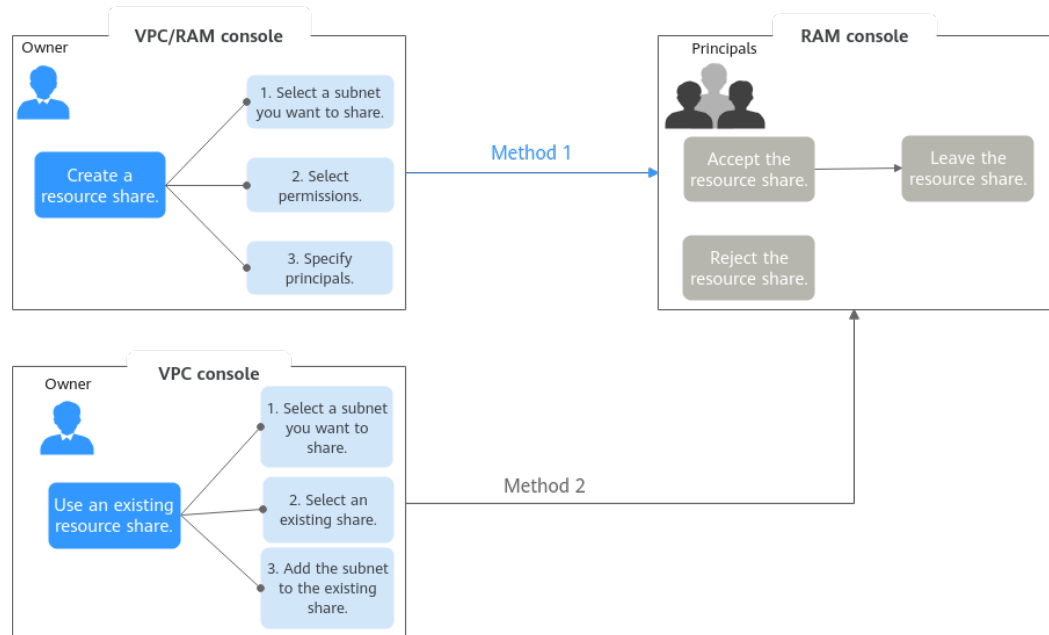 VPC/RAM console
Owner
1. Select a subnet
you want to share.
Create a
resource share.
2. Select
permissions.
3. Specify
principals.
Method 1
RAM console
Principals
Accept the
resource share.
Leave the
resource share.
Reject the
resource share.
VPC console
Owner
1. Select a subnet
you want to
share.
Use an existing
resource share.
2. Select an
existing share.
3. Add the subnet
to the existing
share.
Method 2